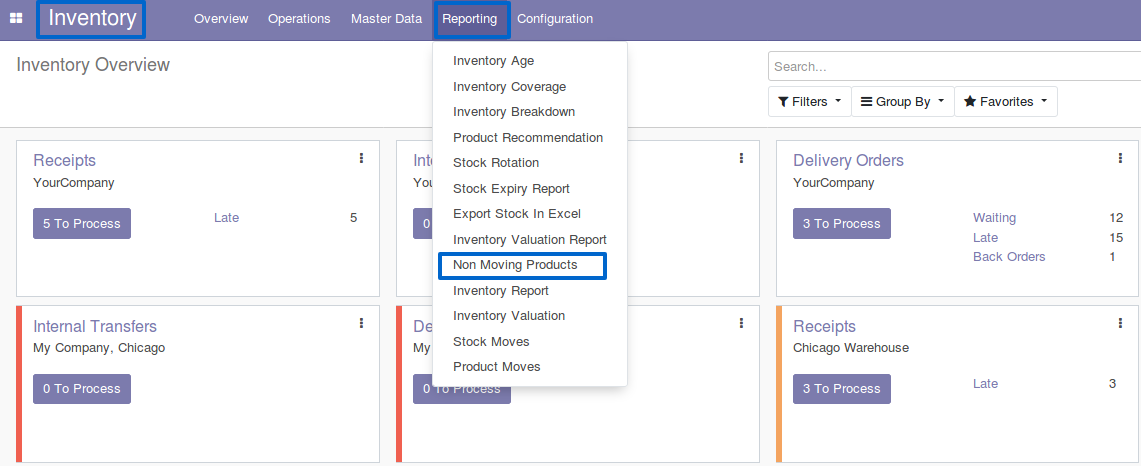 Inventory Overview Operations Master Data Reporting Configuration
Inventory Overview
Search...
Filters Group By Favorites
Inventory Age
Inventory Coverage
Inventory Breakdown
Product Recommendation
Stock Rotation
Stock Expiry Report
Export Stock In Excel
Inventory Valuation Report
Non Moving Products
Inventory Report
Inventory Valuation
Stock Moves
Product Moves
Receipts
YourCompany
5 To Process Late 5
Delivery Orders
YourCompany
3 To Process Waiting 12
Late 15
Back Orders 1
Internal Transfers
My Company, Chicago
0 To Process
My
0 To Process
Receipts
Chicago Warehouse
3 To Process Late 3